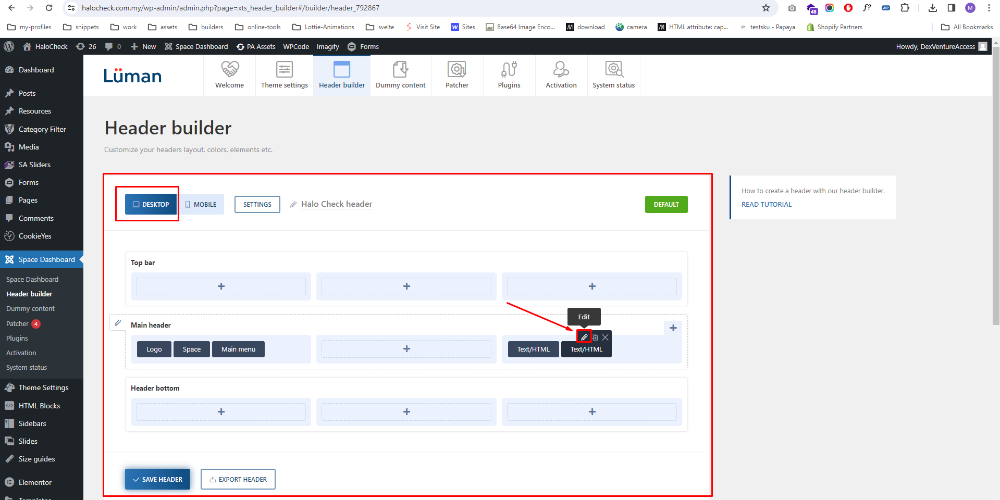 halocheck.com.my/wp-admin/admin.php?page=xts_header_builder#/builder/header_792867
48
f?
ZIP
M
my-profiles snippets work assets builders online-tools Lottie-Animations svelte Visit Site Sites Base64 Image Enco... download camera HTML attribute: cap... testsku - Papaya Shopify Partners All Bookmarks
HaloCheck 26 0 New Space Dashboard PA Assets WPCode Imagify Forms Howdy, DexVentureAccess
Dashboard
Posts
Resources
Category Filter
Media
SA Sliders
Forms
Pages
Comments
CookieYes
Space Dashboard
Space Dashboard
Header builder
Dummy content
Patcher 4
Plugins
Activation
System status
Theme Settings
HTML Blocks
Sidebars
Slides
Size guides
Elementor
Templates
Lüman
Welcome
Theme settings
Header builder
Dummy content
Patcher
Plugins
Activation
System status
Header builder
Customize your headers layout, colors, elements etc.
DESKTOP MOBILE SETTINGS Halo Check header DEFAULT
Top bar
+ + +
Edit
Main header +
Logo Space Main menu + Text/HTML Text/HTML
Header bottom
+ + +
SAVE HEADER EXPORT HEADER
How to create a header with our header builder.
READ TUTORIAL